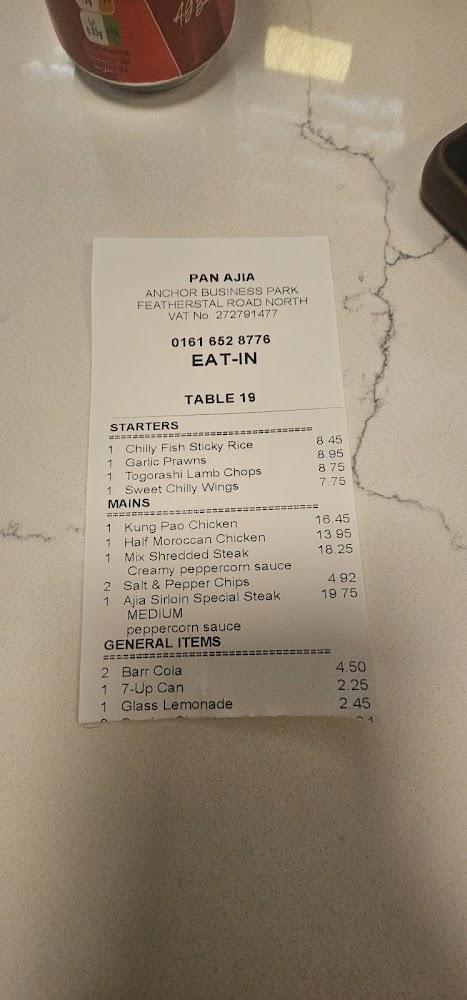 0.03g
PAN AJIA
ANCHOR BUSINESS PARK
FEATHERSTAL ROAD NORTH
VAT No. 272791477
0161 652 8776
EAT-IN
TABLE 19
STARTERS
1 Chilly Fish Sticky Rice 8.45
1 Garlic Prawns 8.95
1 Togorashi Lamb Chops 8.75
1 Sweet Chilly Wings 7.75
MAINS
1 Kung Pao Chicken 16.45
1 Half Moroccan Chicken 13.95
1 Mix Shredded Steak 18.25
Creamy peppercorn sauce
2 Salt & Pepper Chips 4.92
1 Ajia Sirloin Special Steak 19.75
MEDIUM
peppercorn sauce
GENERAL ITEMS
2 Barr Cola 4.50
1 7-Up Can 2.25
1 Glass Lemonade 2.45